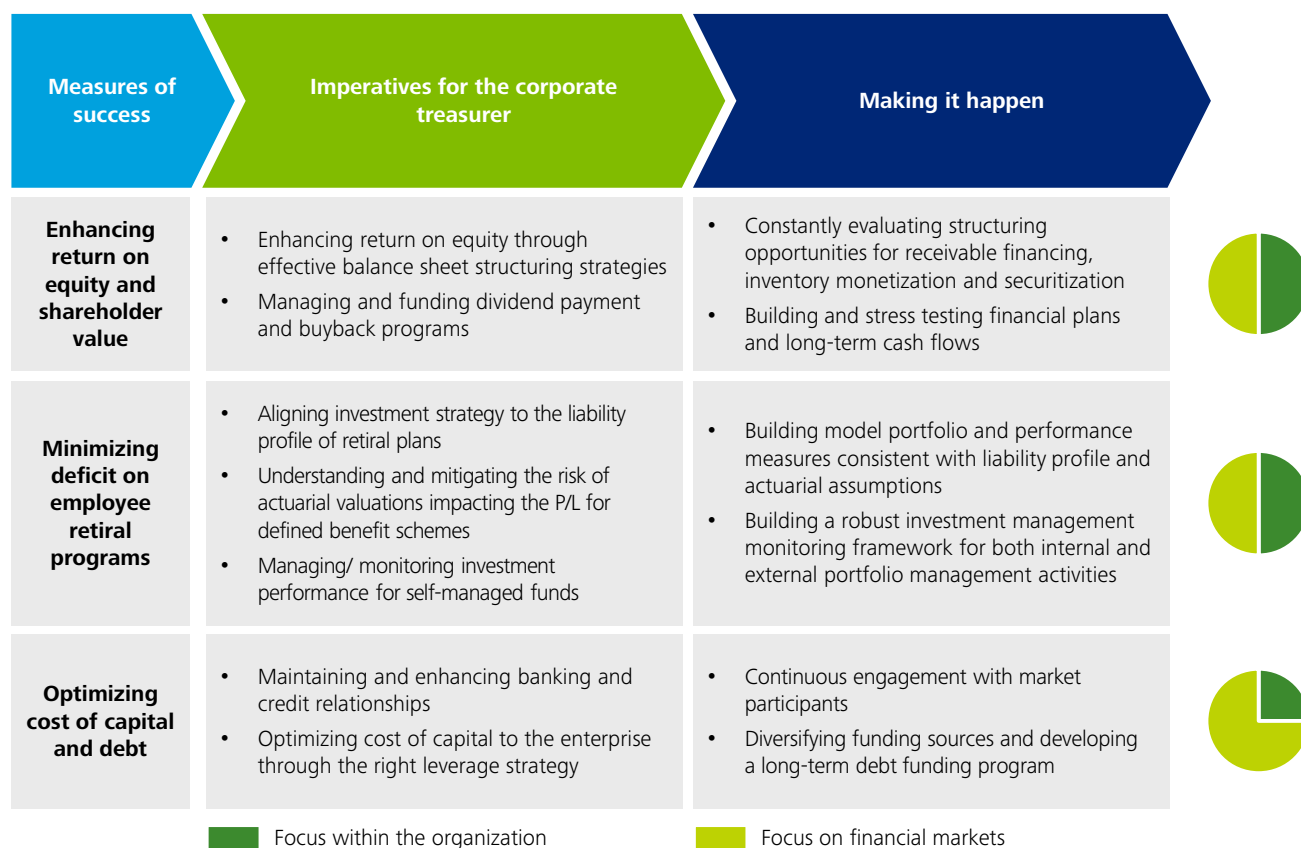 Measures of
success
Imperatives for the corporate
treasurer
Making it happen
Enhancing
return on
equity and
shareholder
value
• Enhancing return on equity through
effective balance sheet structuring strategies
• Managing and funding dividend payment
and buyback programs
• Constantly evaluating structuring
opportunities for receivable financing,
inventory monetization and securitization
• Building and stress testing financial plans
and long-term cash flows
Minimizing
deficit on
employee
retiral
programs
• Aligning investment strategy to the liability
profile of retiral plans
• Understanding and mitigating the risk of
actuarial valuations impacting the P/L for
defined benefit schemes
• Managing/ monitoring investment
performance for self-managed funds
• Building model portfolio and performance
measures consistent with liability profile and
actuarial assumptions
• Building a robust investment management
monitoring framework for both internal and
external portfolio management activities
Optimizing
cost of capital
and debt
• Maintaining and enhancing banking and
credit relationships
• Optimizing cost of capital to the enterprise
through the right leverage strategy
• Continuous engagement with market
participants
• Diversifying funding sources and developing
a long-term debt funding program
Focus within the organization
Focus on financial markets